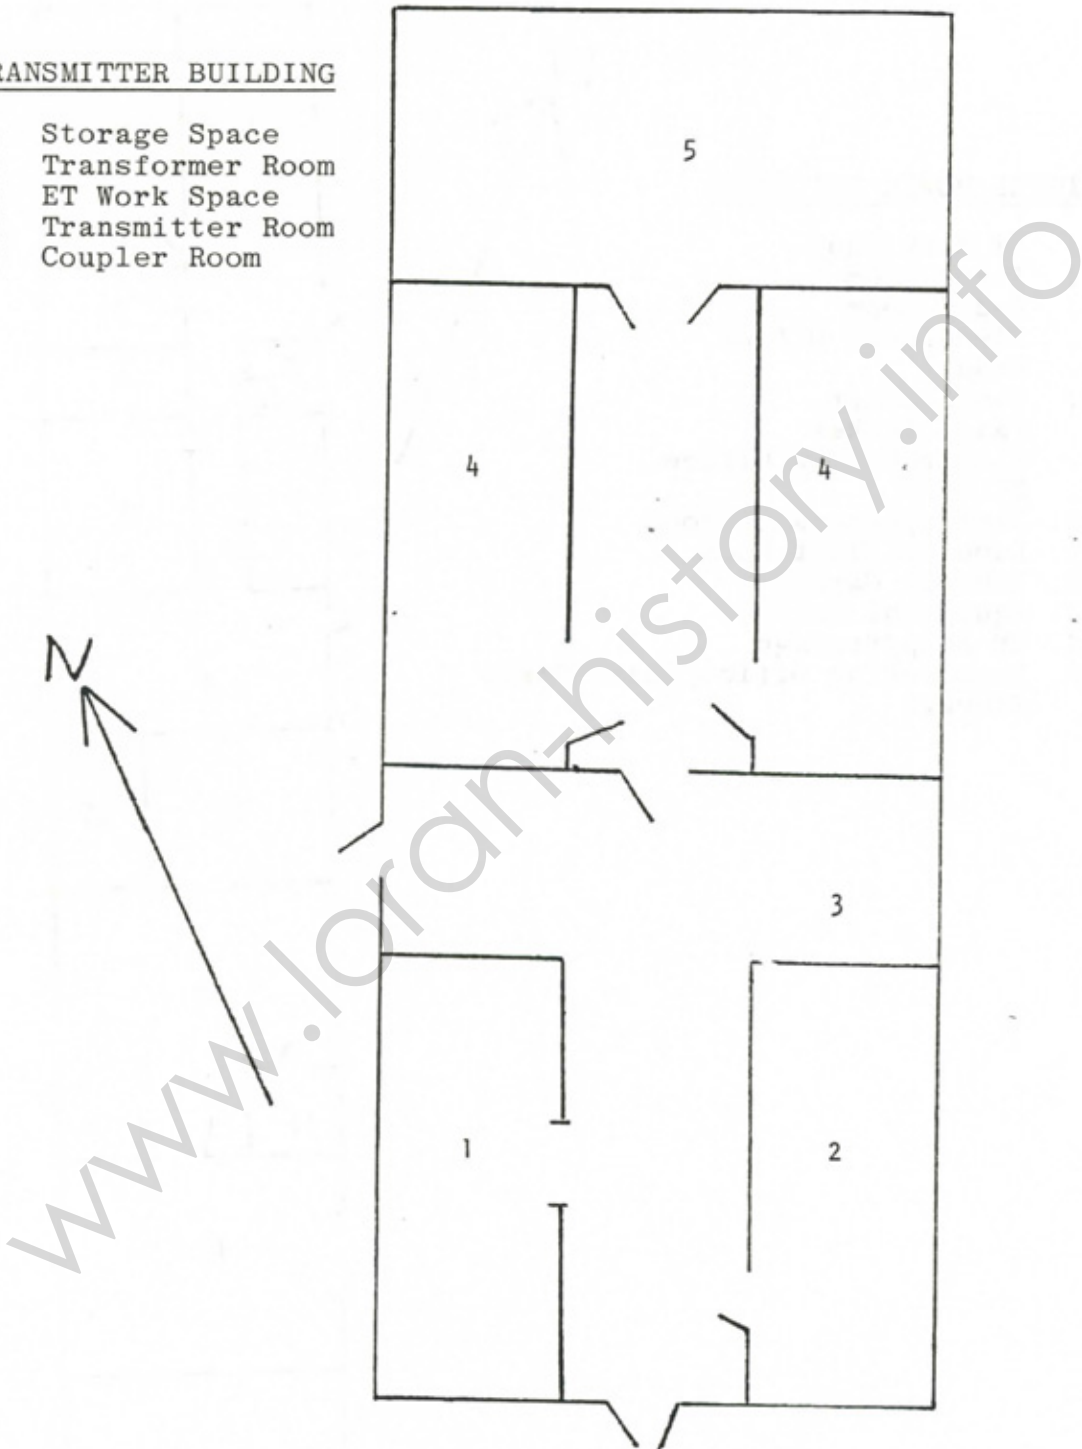 RANSMITTER BUILDING
Storage Space
Transformer Room
ET Work Space
Transmitter Room
Coupler Room
5
4
4
N
3
1
2
www.loran-history.info